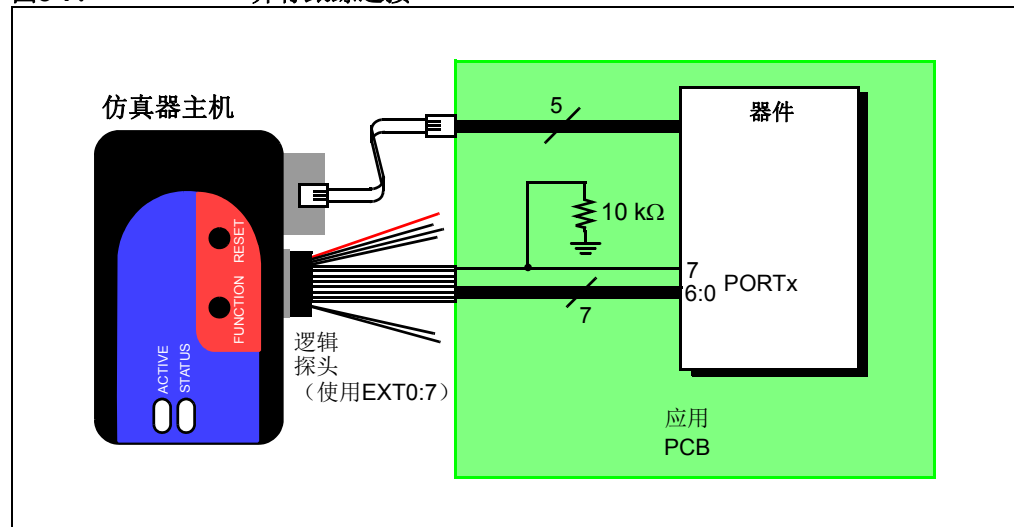 仿真器主机
RESET
FUNCTION
ACTIVE
STATUS
逻辑
探头
（使用EXT0:7）
5
器件
10 kΩ
7
6:0
PORTx
7
应用
PCB